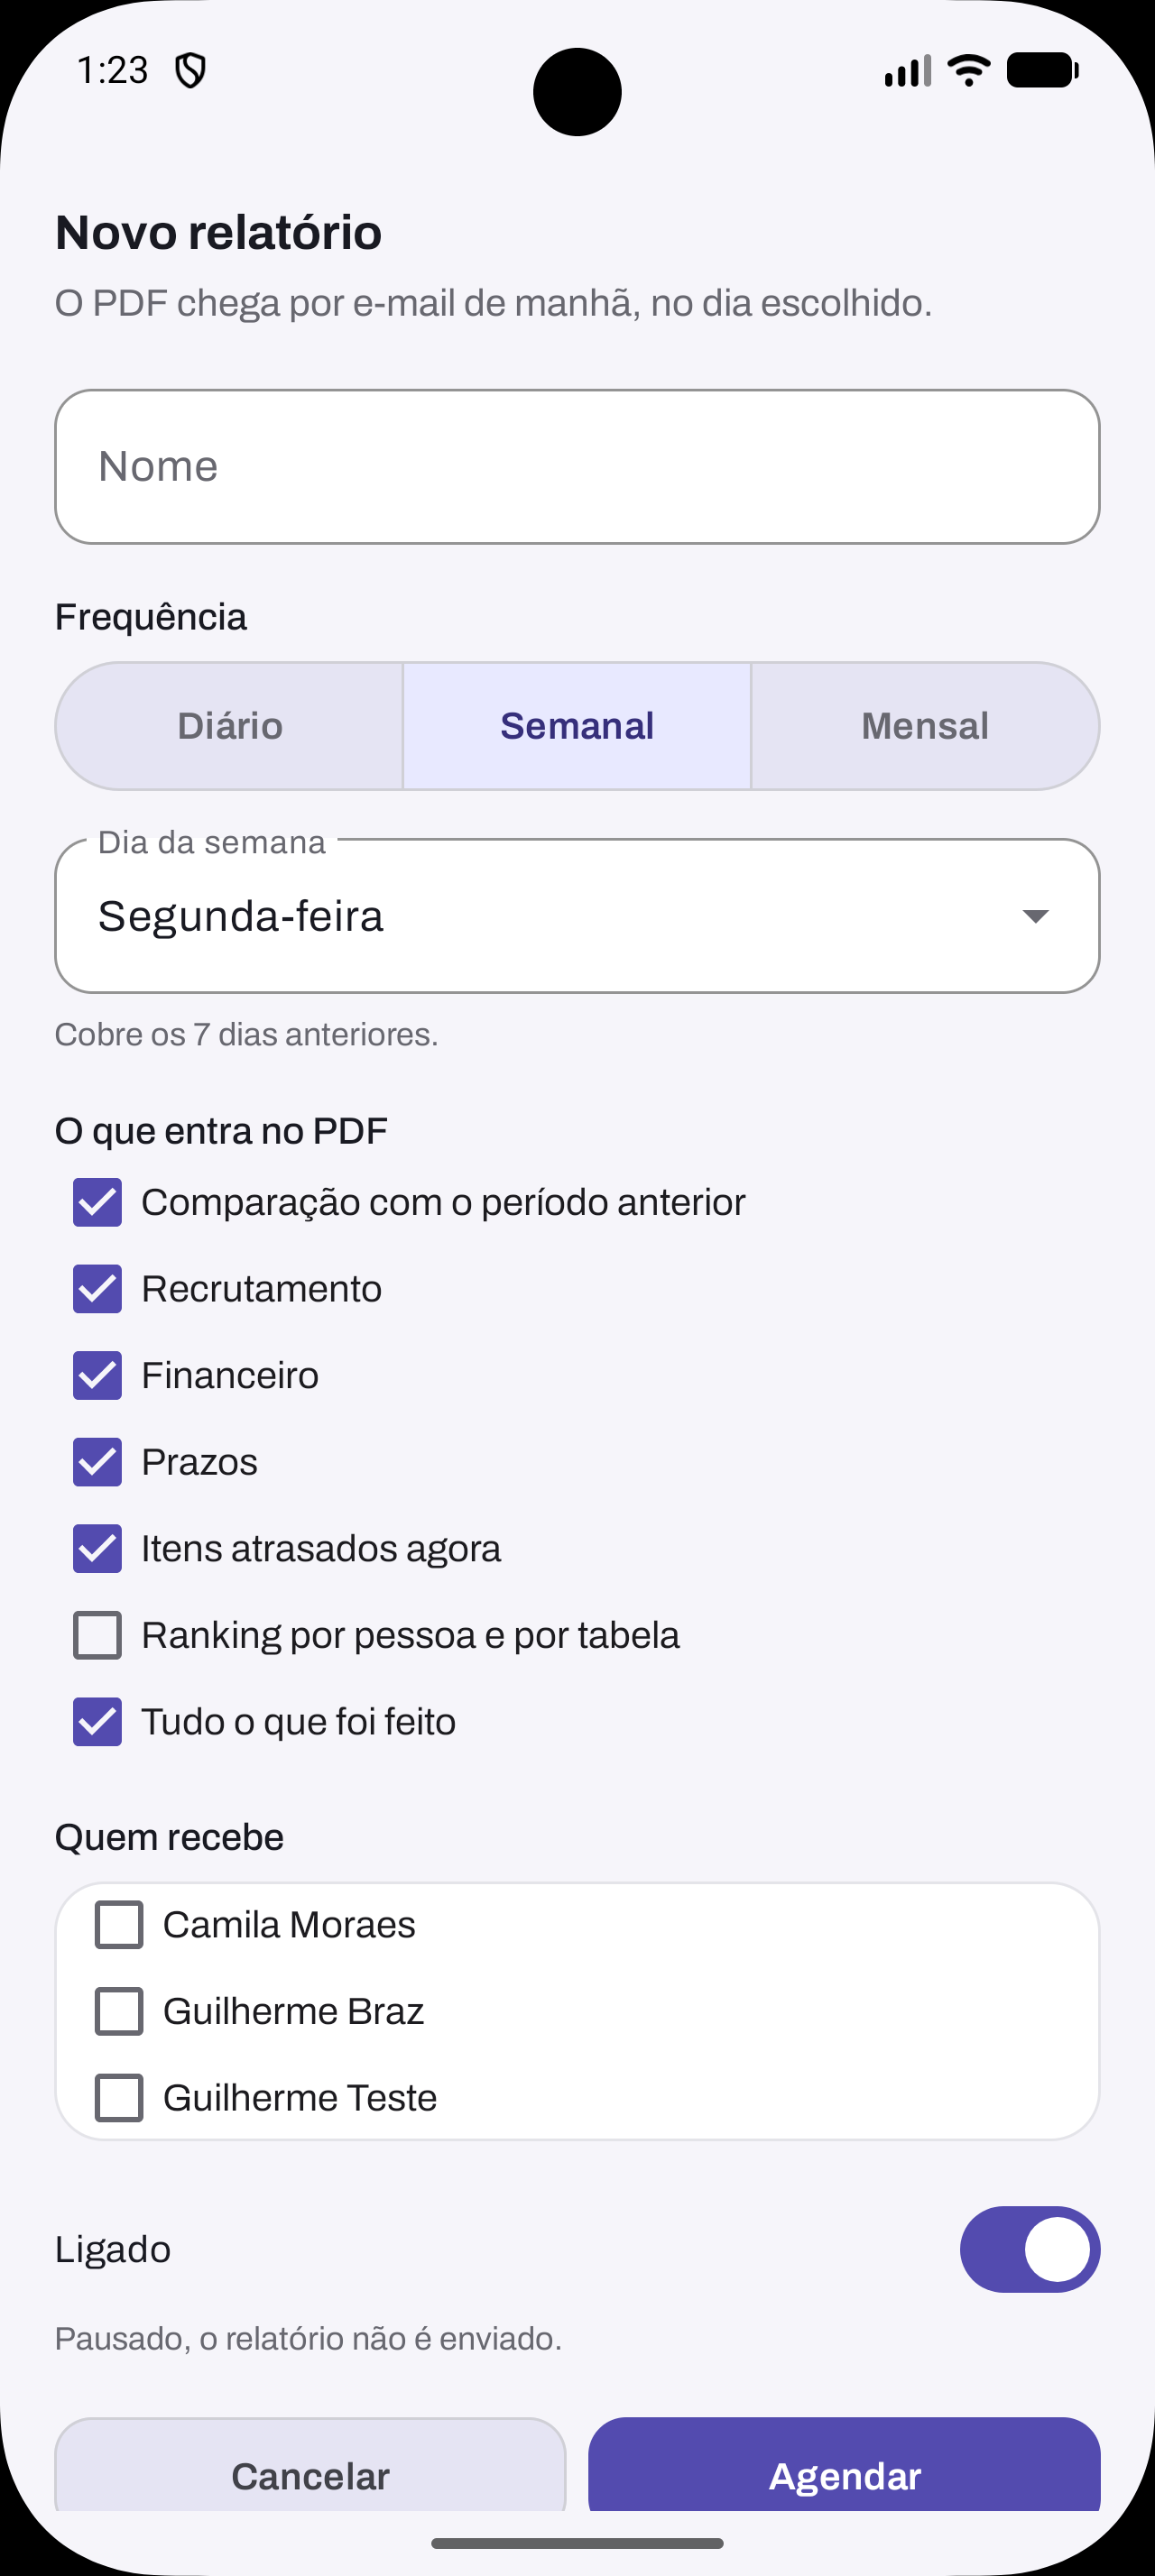 1:23
Novo relatório
O PDF chega por e-mail de manhã, no dia escolhido.
Nome
Frequência
Diário
Semanal
Mensal
Dia da semana
Segunda-feira
Cobre os 7 dias anteriores.
O que entra no PDF
Comparação com o período anterior
Recrutamento
Financeiro
Prazos
Itens atrasados agora
Ranking por pessoa e por tabela
Tudo o que foi feito
Quem recebe
Camila Moraes
Guilherme Braz
Guilherme Teste
Ligado
Pausado, o relatório não é enviado.
Cancelar
Agendar